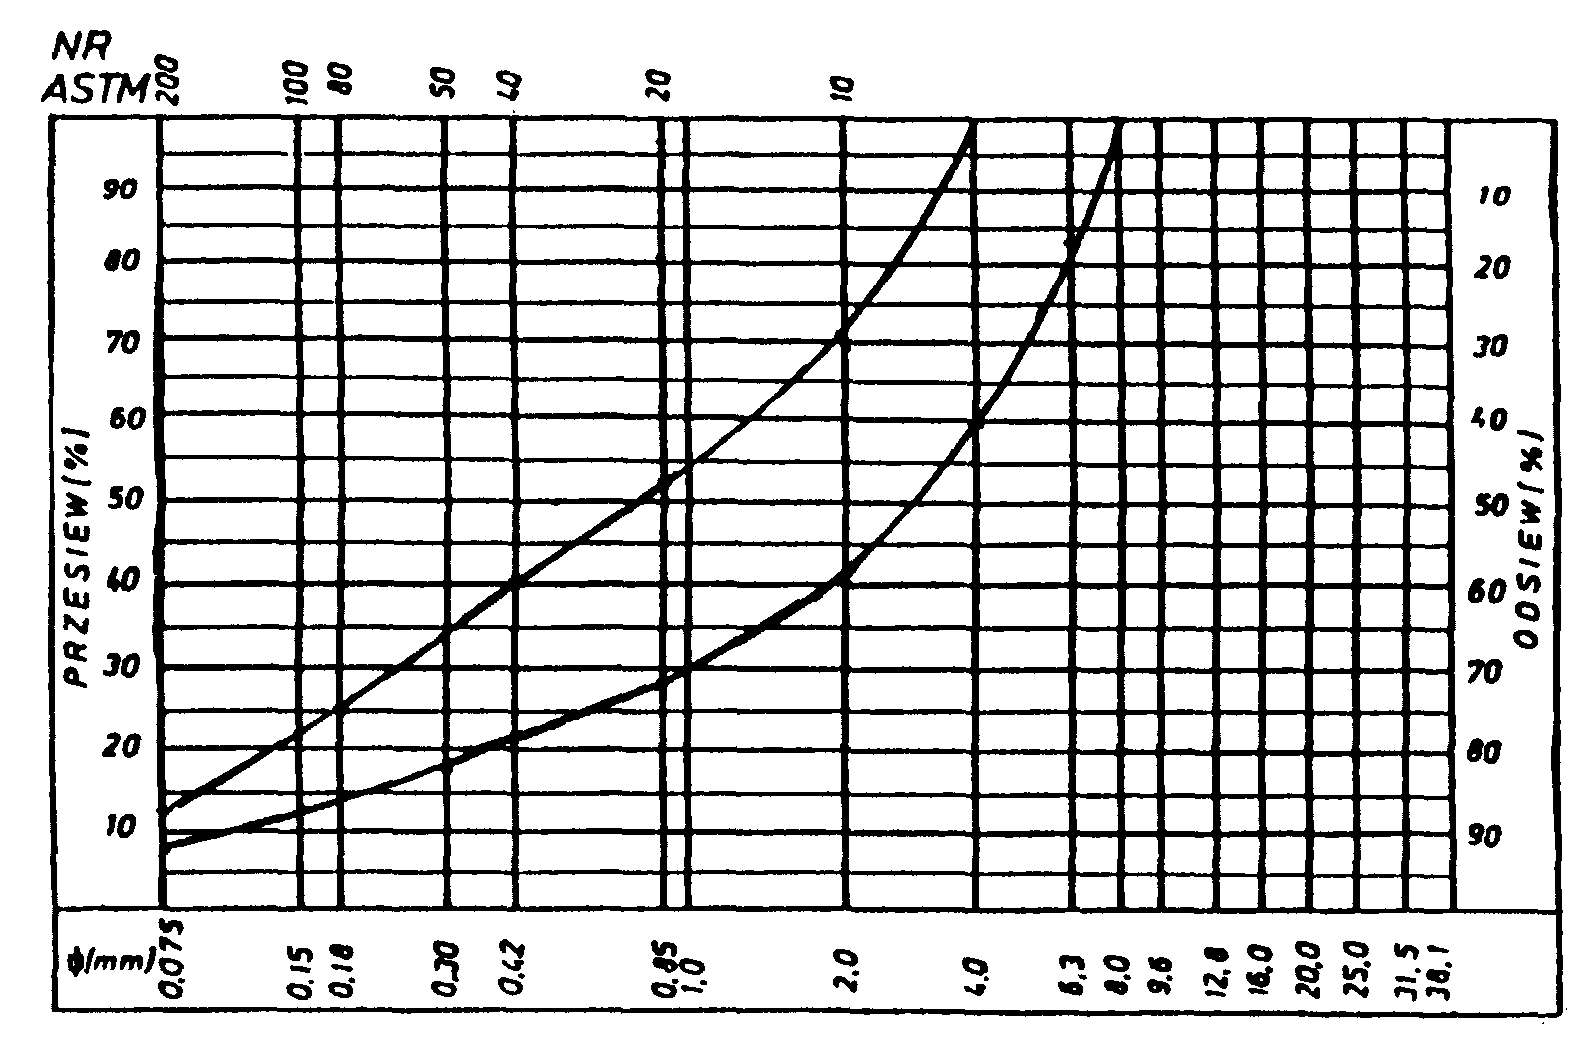 NR
ASTM 200 100 80 50 40 20 10
90 10
80 20
70 30
60 40
50 50
40 60
30 70
20 80
10 90
PRZESIEW (%)
ODSIEW (%)
ϕ(mm) 0.075 0.15 0.18 0.30 0.42 0.85 1.0 2.0 4.0 6.3 8.0 9.6 12.8 16.0 20.0 25.0 31.5 38.1